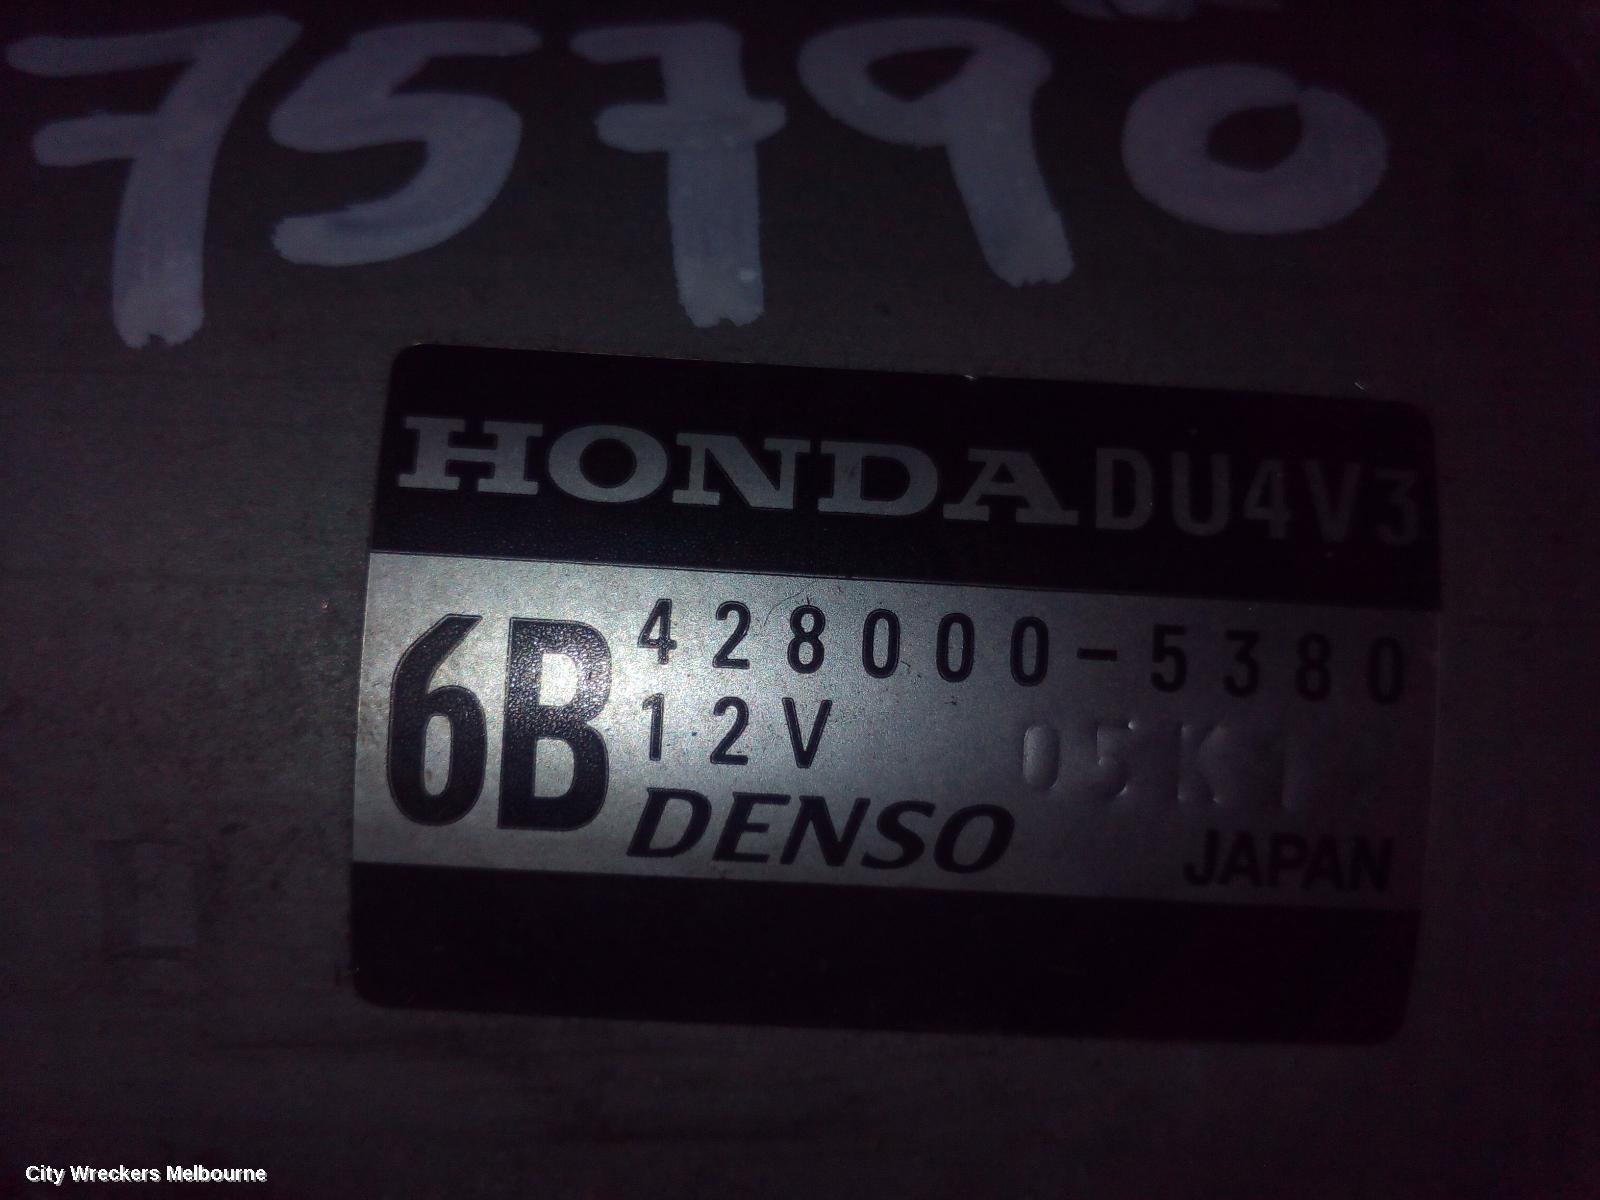 75790
HONDA DU4V3
6B
428000-5380
12V
DENSO
JAPAN
City Wreckers Melbourne